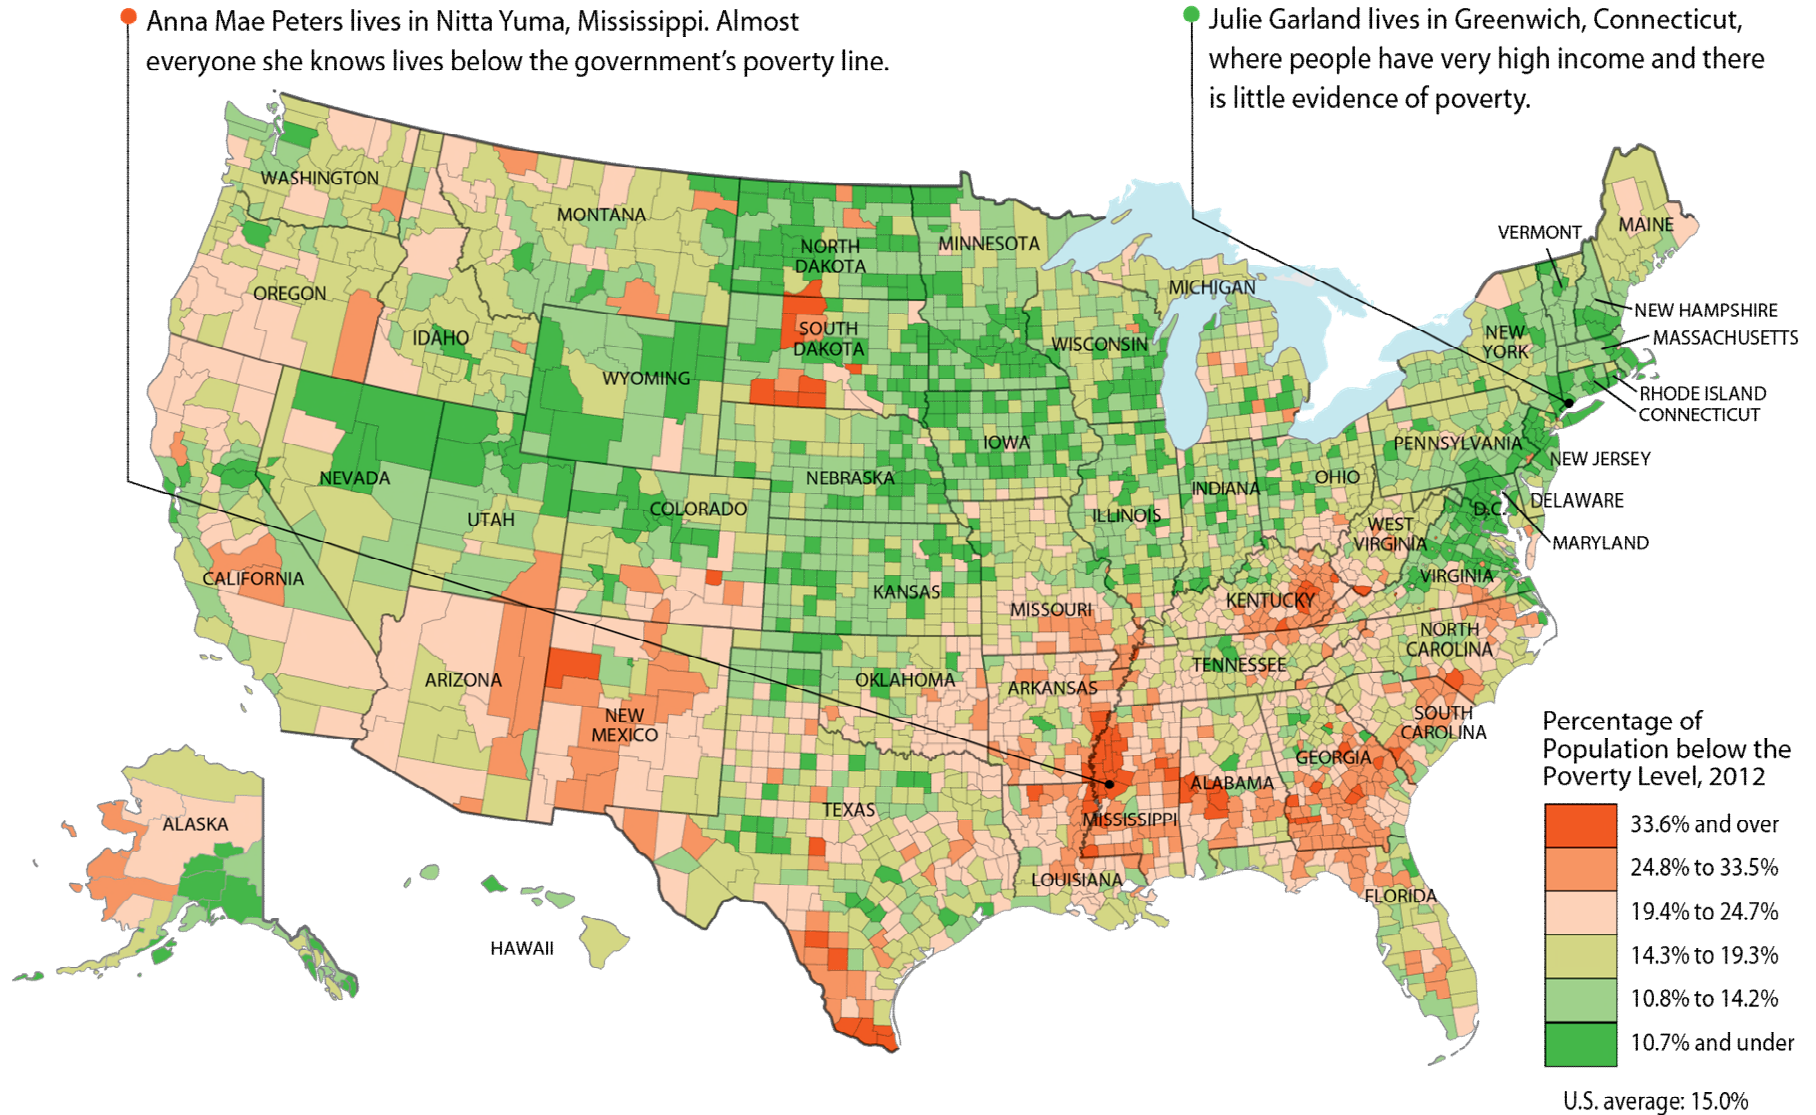 Anna Mae Peters lives in Nitta Yuma, Mississippi. Almost
everyone she knows lives below the government's poverty line.
Julie Garland lives in Greenwich, Connecticut,
where people have very high income and there
is little evidence of poverty.
WASHINGTON
MONTANA
NORTH
DAKOTA
MINNESOTA
VERMONT
MAINE
OREGON
IDAHO
SOUTH
DAKOTA
WISCONSIN
MICHIGAN
NEW
YORK
NEW HAMPSHIRE
MASSACHUSETTS
WYOMING
RHODE ISLAND
CONNECTICUT
IOWA
PENNSYLVANIA
NEW JERSEY
NEVADA
NEBRASKA
INDIANA
OHIO
DELAWARE
UTAH
COLORADO
ILLINOIS
D.C.
WEST
VIRGINIA
MARYLAND
CALIFORNIA
KANSAS
MISSOURI
KENTUCKY
VIRGINIA
NORTH
CAROLINA
ARIZONA
OKLAHOMA
ARKANSAS
TENNESSEE
NEW
MEXICO
SOUTH
CAROLINA
GEORGIA
ALABAMA
TEXAS
MISSISSIPPI
ALASKA
LOUISIANA
FLORIDA
HAWAII
Percentage of
Population below the
Poverty Level, 2012
33.6% and over
24.8% to 33.5%
19.4% to 24.7%
14.3% to 19.3%
10.8% to 14.2%
10.7% and under
U.S. average: 15.0%